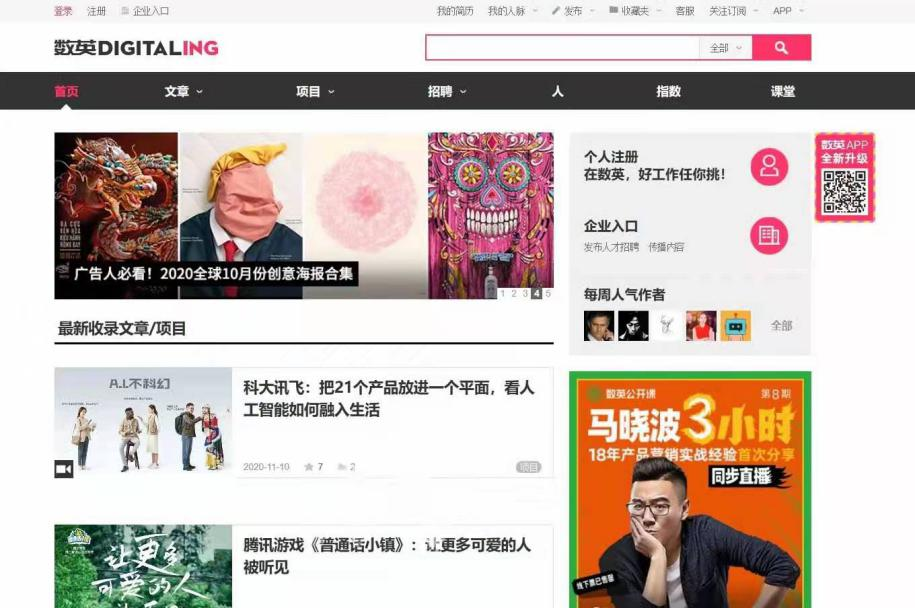 登录 注册 企业入口 我的简历 我的人脉 发布 收藏夹 客服 关注订阅 APP
数英DIGITALING
全部
首页 文章 项目 招聘 人 指数 课堂
广告人必看！2020全球10月份创意海报合集
1 2 3 4 5
个人注册
在数英，好工作任你挑！
企业入口
发布人才招聘 传播内容
每周人气作者
全部
数英APP
全新升级
最新收录文章/项目
A.I.不科幻
科大讯飞：把21个产品放进一个平面，看人
工智能如何融入生活
2020-11-10 7 2 项目
让更多
可爱的人
腾讯游戏《普通话小镇》：让更多可爱的人
被听见
数英公开课 第8期
马晓波3小时
18年产品营销实战经验首次分享
同步直播
线下票已售罄